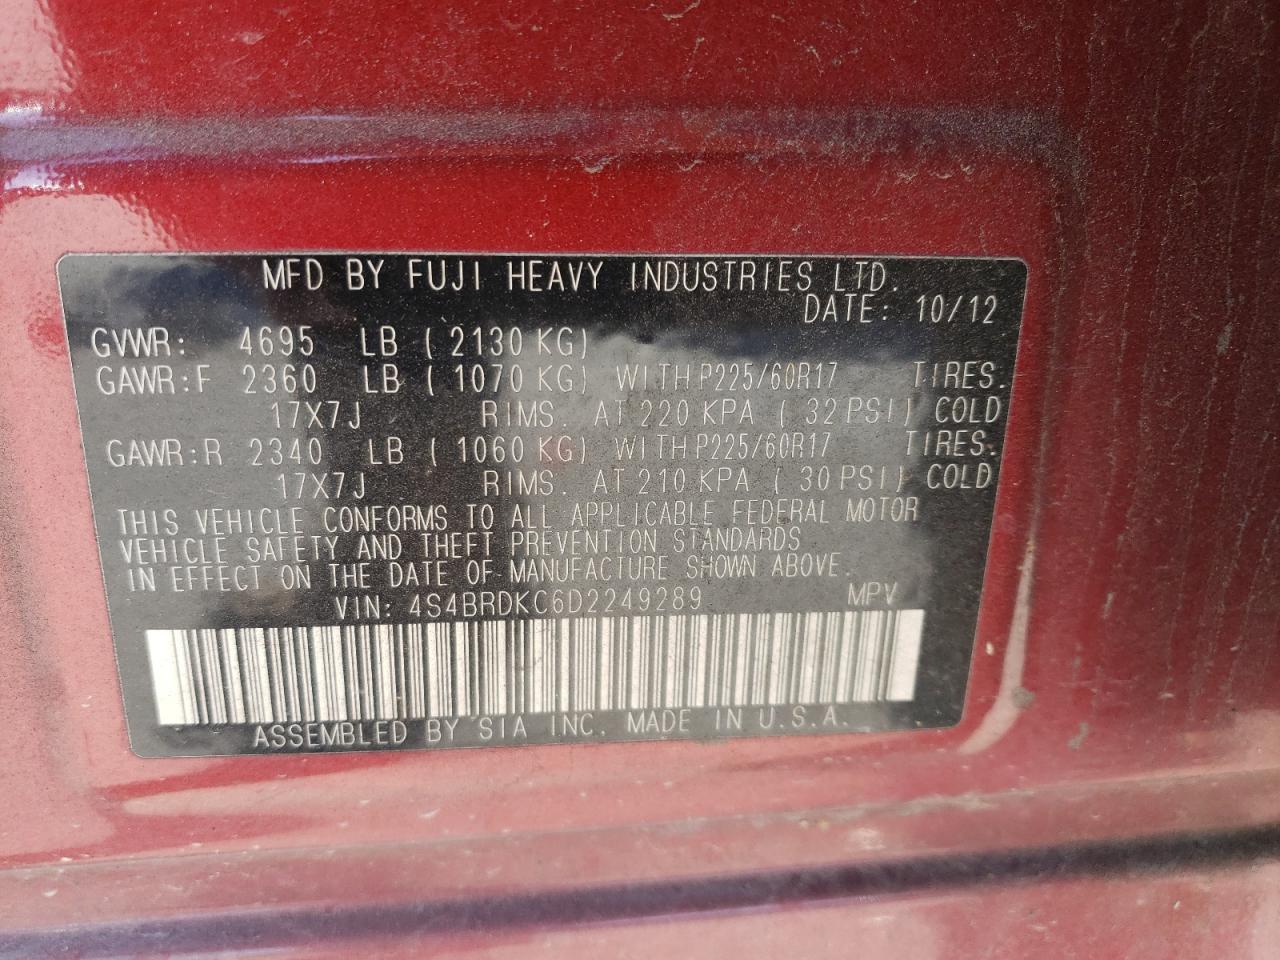 MFD BY FUJI HEAVY INDUSTRIES LTD.
DATE: 10/12
GVWR: 4695 LB ( 2130 KG)
GAWR:F 2360 LB ( 1070 KG) WITH P225/60R17 TIRES.
17X7J RIMS. AT 220 KPA ( 32 PSI) COLD
GAWR:R 2340 LB ( 1060 KG) WITH P225/60R17 TIRES.
17X7J RIMS. AT 210 KPA ( 30 PSI) COLD
THIS VEHICLE CONFORMS TO ALL APPLICABLE FEDERAL MOTOR
VEHICLE SAFETY AND THEFT PREVENTION STANDARDS
IN EFFECT ON THE DATE OF MANUFACTURE SHOWN ABOVE.
VIN: 4S4BRDKC6D2249289 MPV
ASSEMBLED BY SIA INC. MADE IN U.S.A.